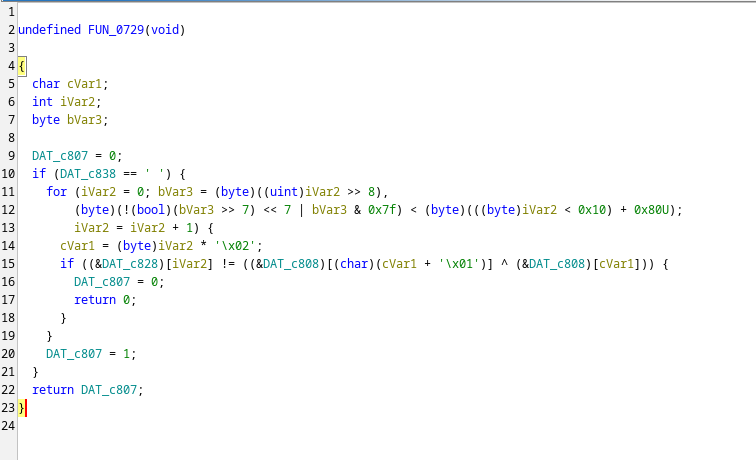 1
2 undefined FUN_0729(void)
3
4 {
5   char cVar1;
6   int iVar2;
7   byte bVar3;
8
9   DAT_c807 = 0;
10   if (DAT_c838 == ' ') {
11     for (iVar2 = 0; bVar3 = (byte)((uint)iVar2 >> 8),
12         (byte)(!(bool)(bVar3 >> 7) << 7 | bVar3 & 0x7f) < (byte)(((byte)iVar2 < 0x10) + 0x80U);
13         iVar2 = iVar2 + 1) {
14       cVar1 = (byte)iVar2 * '\x02';
15       if ((&DAT_c828)[iVar2] != ((&DAT_c808)[(char)(cVar1 + '\x01')] ^ (&DAT_c808)[cVar1])) {
16         DAT_c807 = 0;
17         return 0;
18       }
19     }
20     DAT_c807 = 1;
21   }
22   return DAT_c807;
23 }
24